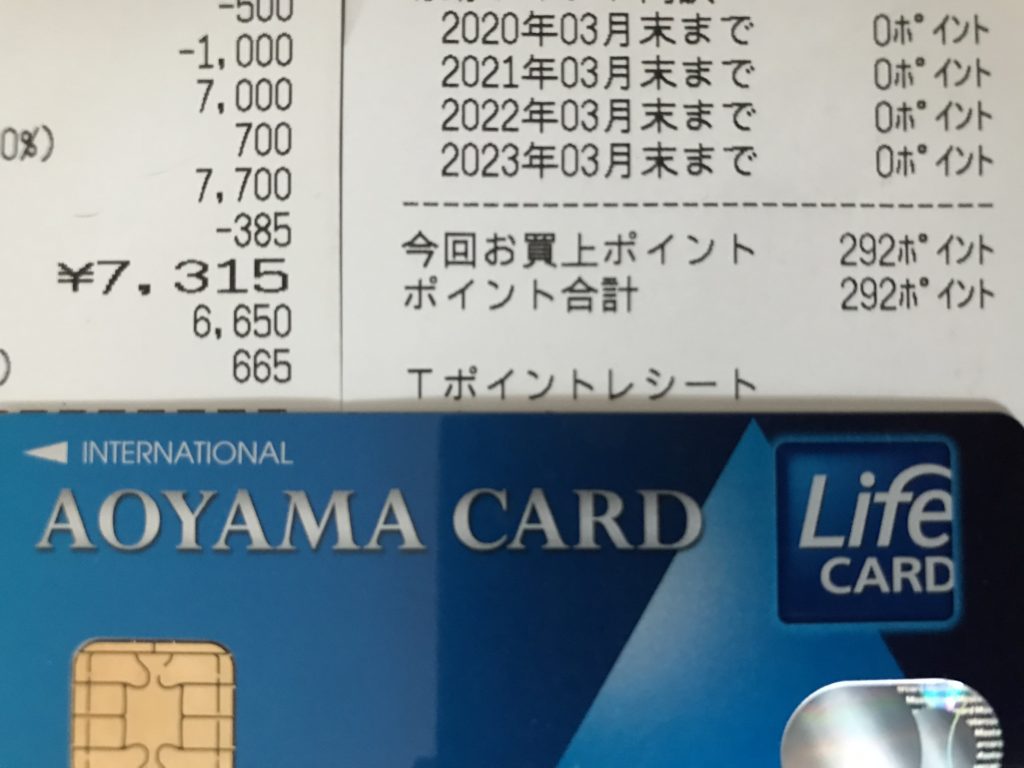 -500
-1,000
7,000
0%) 700
7,700
-385
¥7,315
6,650
) 665
2020年03月末まで 0ポイント
2021年03月末まで 0ポイント
2022年03月末まで 0ポイント
2023年03月末まで 0ポイント
今回お買上ポイント 292ポイント
ポイント合計 292ポイント
Tポイントレシート
INTERNATIONAL
AOYAMA CARD
Life
CARD